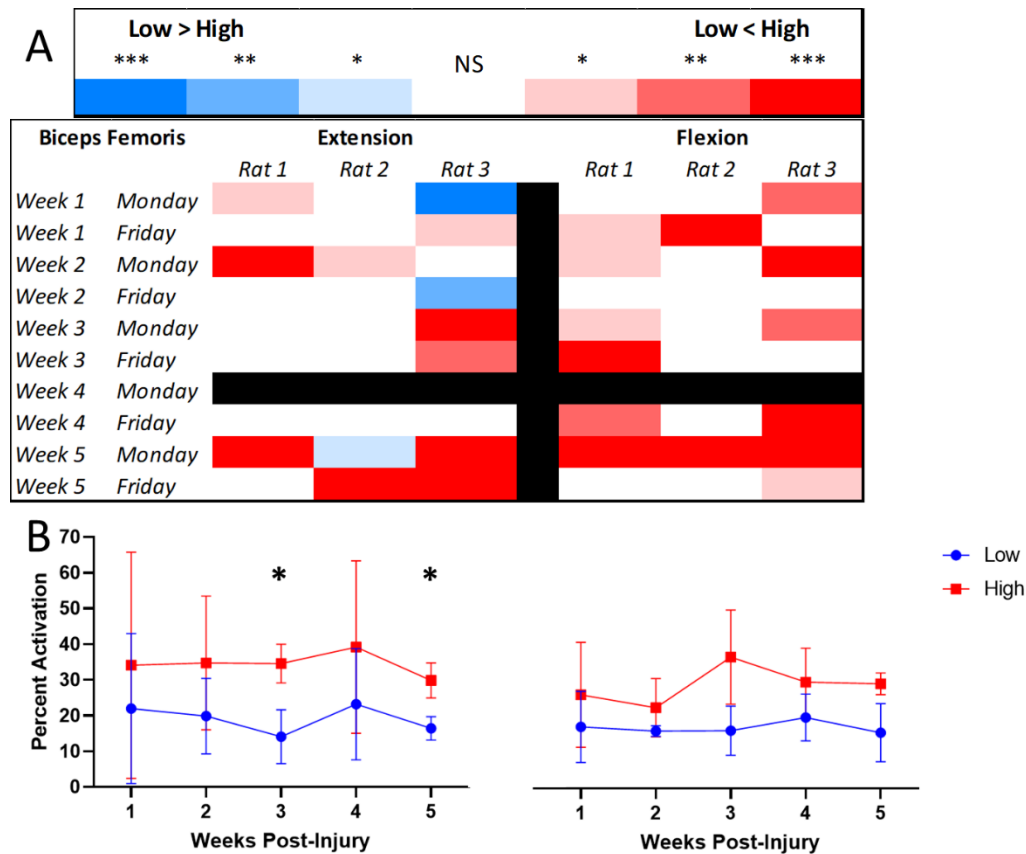 A
Low > High Low < High
*** ** * NS * ** ***
Biceps Femoris Extension Flexion
Rat 1 Rat 2 Rat 3 Rat 1 Rat 2 Rat 3
Week 1 Monday
Week 1 Friday
Week 2 Monday
Week 2 Friday
Week 3 Monday
Week 3 Friday
Week 4 Monday
Week 4 Friday
Week 5 Monday
Week 5 Friday
B
70
60
50
40
30
20
10
0
Percent Activation
* *
1 2 3 4 5
Weeks Post-Injury
1 2 3 4 5
Weeks Post-Injury
Low
High